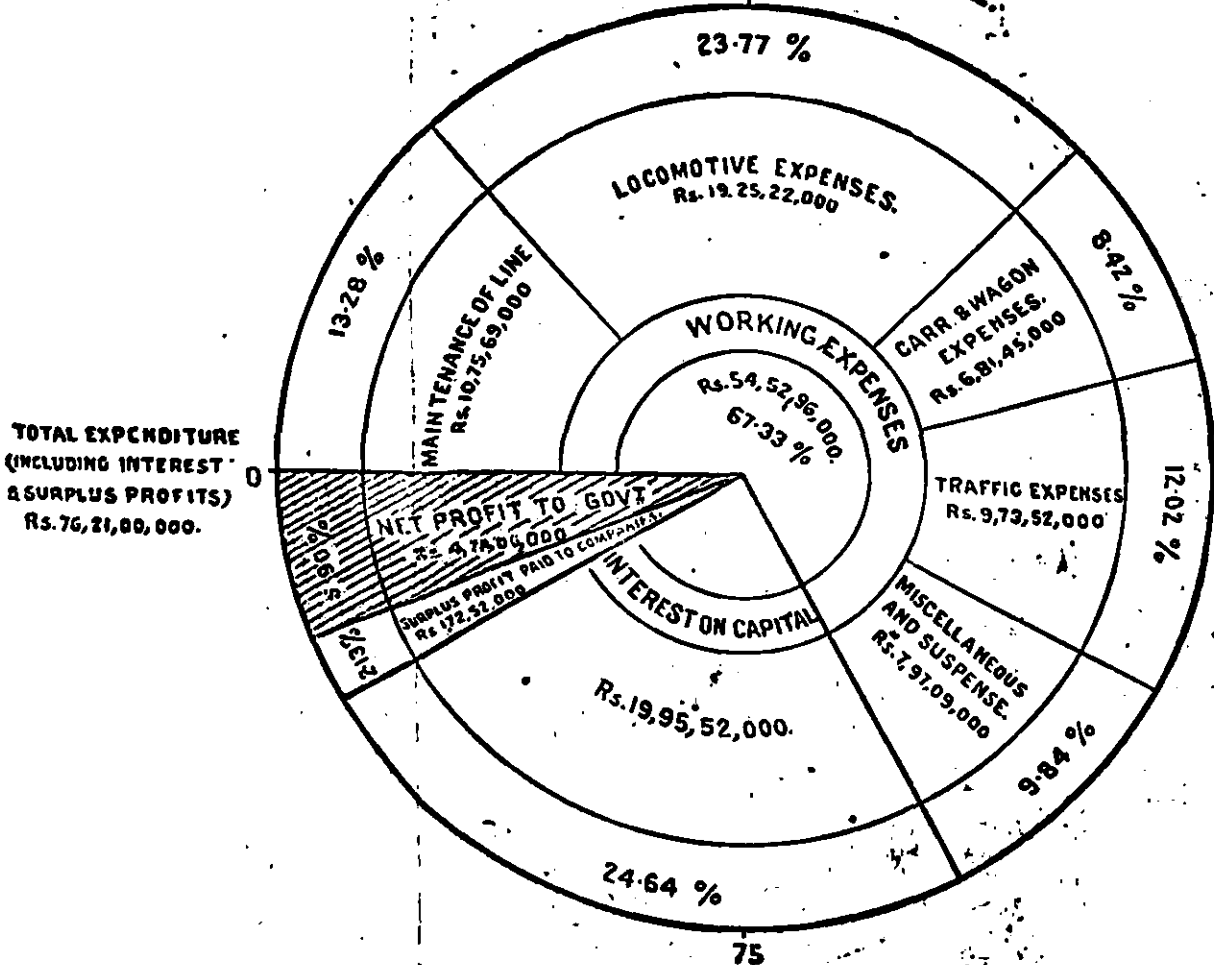 23·77 %
LOCOMOTIVE EXPENSES.
Rs. 19,25,22,000
13·28 %
MAINTENANCE OF LINE
Rs. 10,75,69,000
8·42 %
CARR. & WAGON
EXPENSES.
Rs. 6,81,45,000
WORKING EXPENSES
Rs. 54,52,96,000.
67·33 %
TOTAL EXPENDITURE
(INCLUDING INTEREST
& SURPLUS PROFITS)
Rs. 76,21,00,000.
0
12·02 %
TRAFFIC EXPENSES
Rs. 9,73,52,000
NET PROFIT TO GOVT
SURPLUS PROFIT PAID TO COMPANIES.
Rs 172,52,000
INTEREST ON CAPITAL
Rs. 19,95,52,000.
MISCELLANEOUS
AND SUSPENSE.
Rs. 7,97,09,000
9·84 %
24·64 %
75